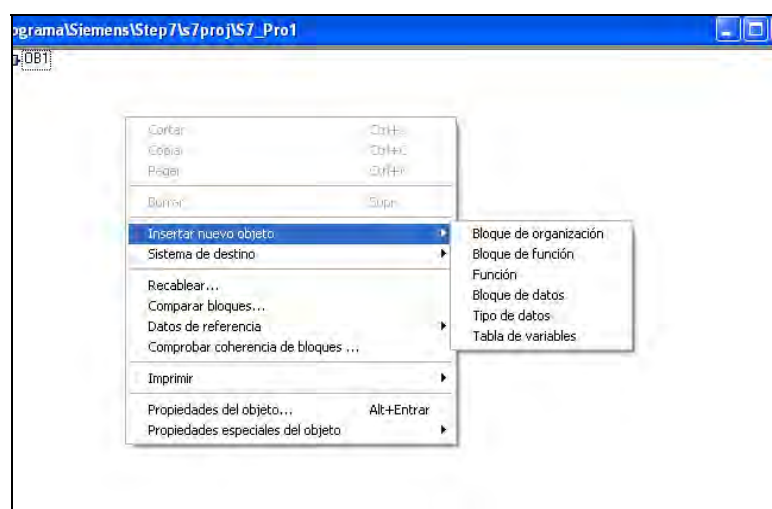 ograma\Siemens\Step7\s7proj\S7_Pro1
OB1
Cortar
Copiar Ctrl+C
Pegar
Borrar Supr
Insertar nuevo objeto
Sistema de destino
Recablear...
Comparar bloques...
Datos de referencia
Comprobar coherencia de bloques ...
Imprimir
Propiedades del objeto... Alt+Entrar
Propiedades especiales del objeto
Bloque de organización
Bloque de función
Función
Bloque de datos
Tipo de datos
Tabla de variables